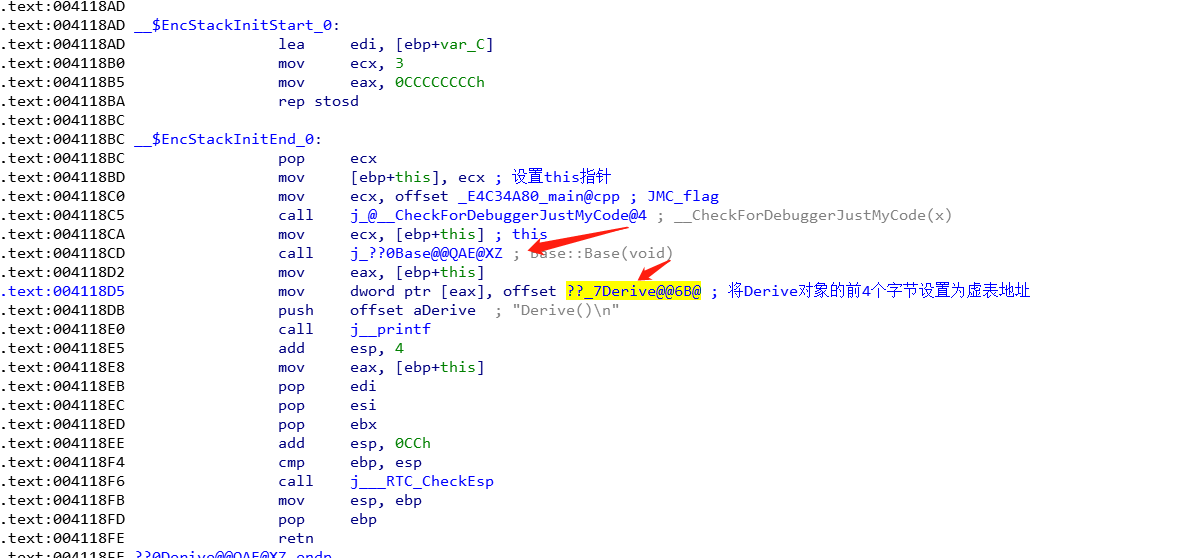 .text:004118AD
.text:004118AD __$EncStackInitStart_0:
.text:004118AD lea edi, [ebp+var_C]
.text:004118B0 mov ecx, 3
.text:004118B5 mov eax, 0CCCCCCCCh
.text:004118BA rep stosd
.text:004118BC
.text:004118BC __$EncStackInitEnd_0:
.text:004118BC pop ecx
.text:004118BD mov [ebp+this], ecx ; 设置this指针
.text:004118C0 mov ecx, offset _E4C34A80_main@cpp ; JMC_flag
.text:004118C5 call j_@__CheckForDebuggerJustMyCode@4 ; __CheckForDebuggerJustMyCode(x)
.text:004118CA mov ecx, [ebp+this] ; this
.text:004118CD call j_??0Base@@QAE@XZ ; Base::Base(void)
.text:004118D2 mov eax, [ebp+this]
.text:004118D5 mov dword ptr [eax], offset ??_7Derive@@6B@ ; 将Derive对象的前4个字节设置为虚表地址
.text:004118DB push offset aDerive ; "Derive()\n"
.text:004118E0 call j__printf
.text:004118E5 add esp, 4
.text:004118E8 mov eax, [ebp+this]
.text:004118EB pop edi
.text:004118EC pop esi
.text:004118ED pop ebx
.text:004118EE add esp, 0CCh
.text:004118F4 cmp ebp, esp
.text:004118F6 call j___RTC_CheckEsp
.text:004118FB mov esp, ebp
.text:004118FD pop ebp
.text:004118FE retn
.text:004118FE ??0Derive@@QAE@XZ endp